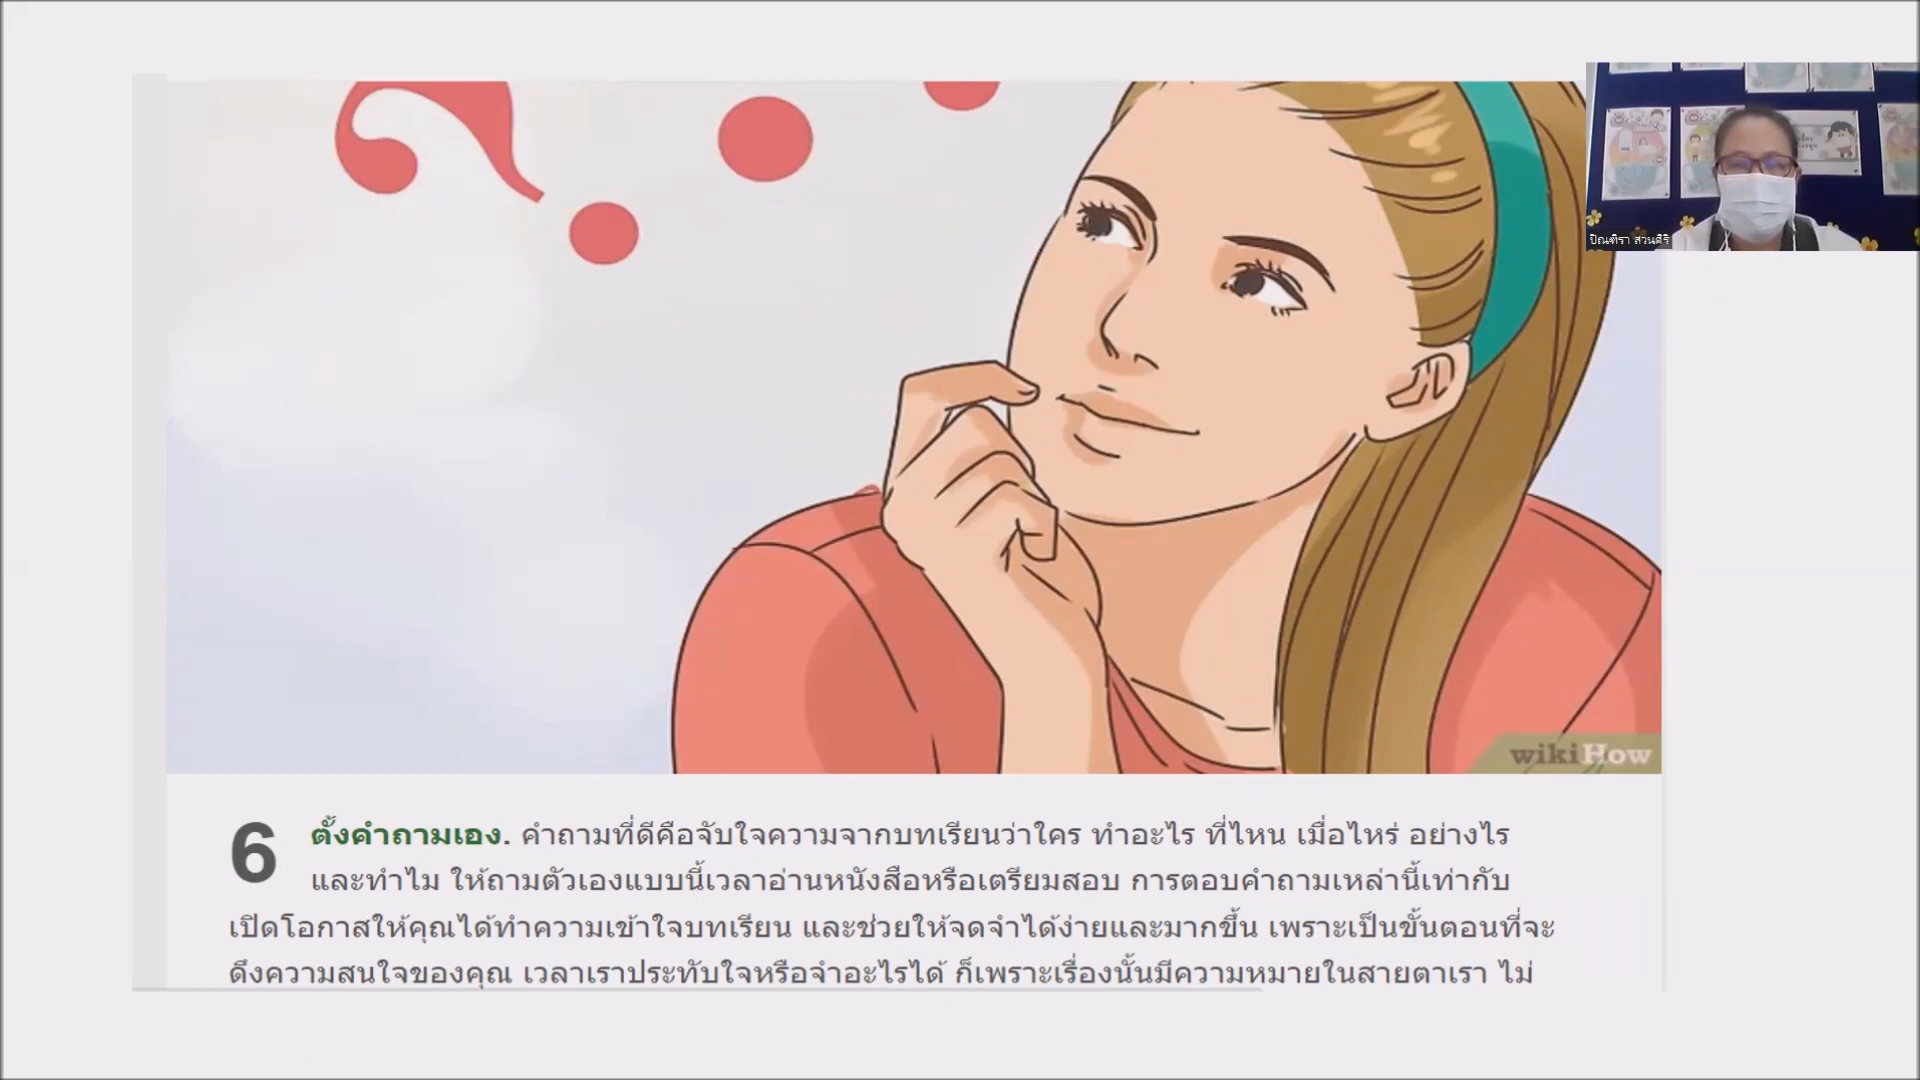 ปิณฑิรา สวนศิริ
wikiHow
6 ตั้งคำถามเอง. คำถามที่ดีคือจับใจความจากบทเรียนว่าใคร ทำอะไร ที่ไหน เมื่อไหร่ อย่างไร
และทำไม ให้ถามตัวเองแบบนี้เวลาอ่านหนังสือหรือเตรียมสอบ การตอบคำถามเหล่านี้เท่ากับ
เปิดโอกาสให้คุณได้ทำความเข้าใจบทเรียน และช่วยให้จดจำได้ง่ายและมากขึ้น เพราะเป็นขั้นตอนที่จะ
ดึงความสนใจของคุณ เวลาเราประทับใจหรือจำอะไรได้ ก็เพราะเรื่องนั้นมีความหมายในสายตาเรา ไม่